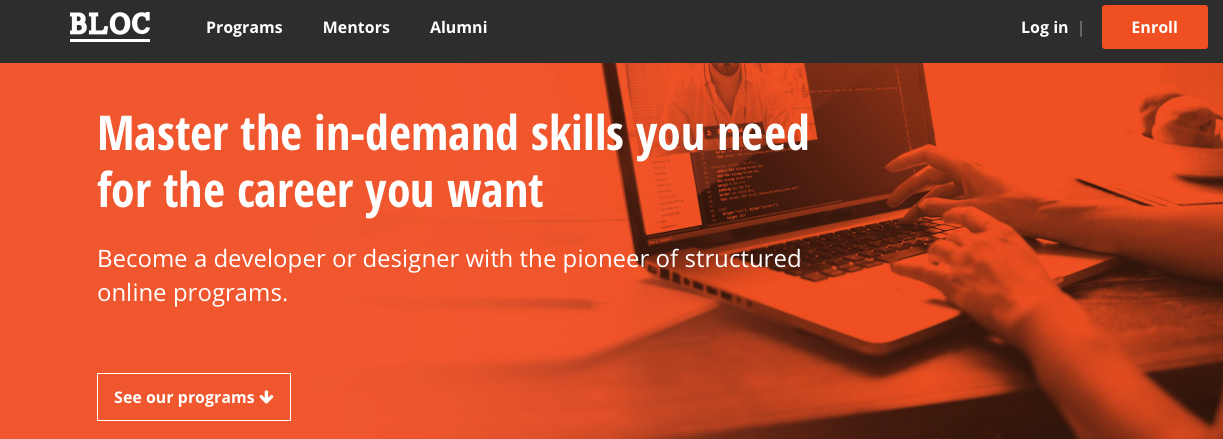 BLOC
Programs
Mentors
Alumni
Log in |
Enroll
Master the in-demand skills you need
for the career you want
Become a developer or designer with the pioneer of structured
online programs.
See our programs